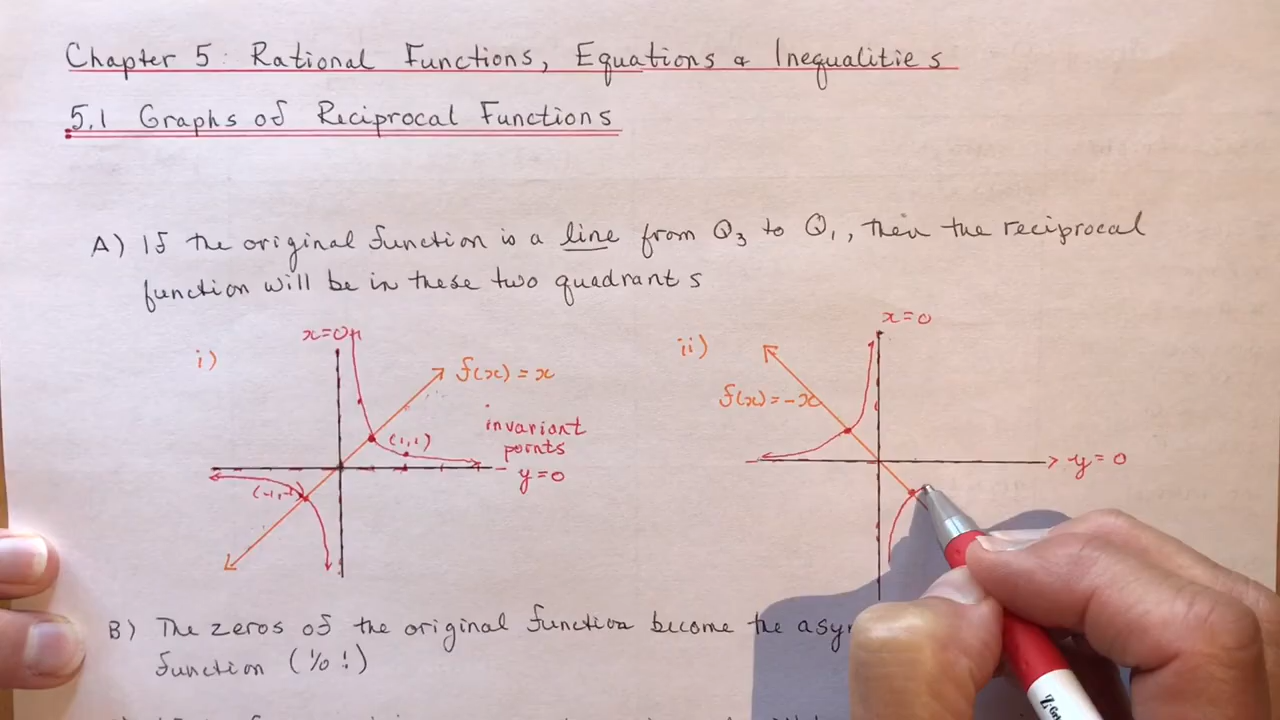 Chapter 5: Rational Functions, Equations & Inequalities
5.1 Graphs of Reciprocal Functions
A) If the original function is a line from Q3 to Q1, then the reciprocal
function will be in these two quadrants
i)
x=0
f(x) = x
(1,1)
invariant
points
y=0
(-1,-1)
ii)
x=0
f(x) = -x
y=0
B) The zeros of the original function become the
function (1/0!)